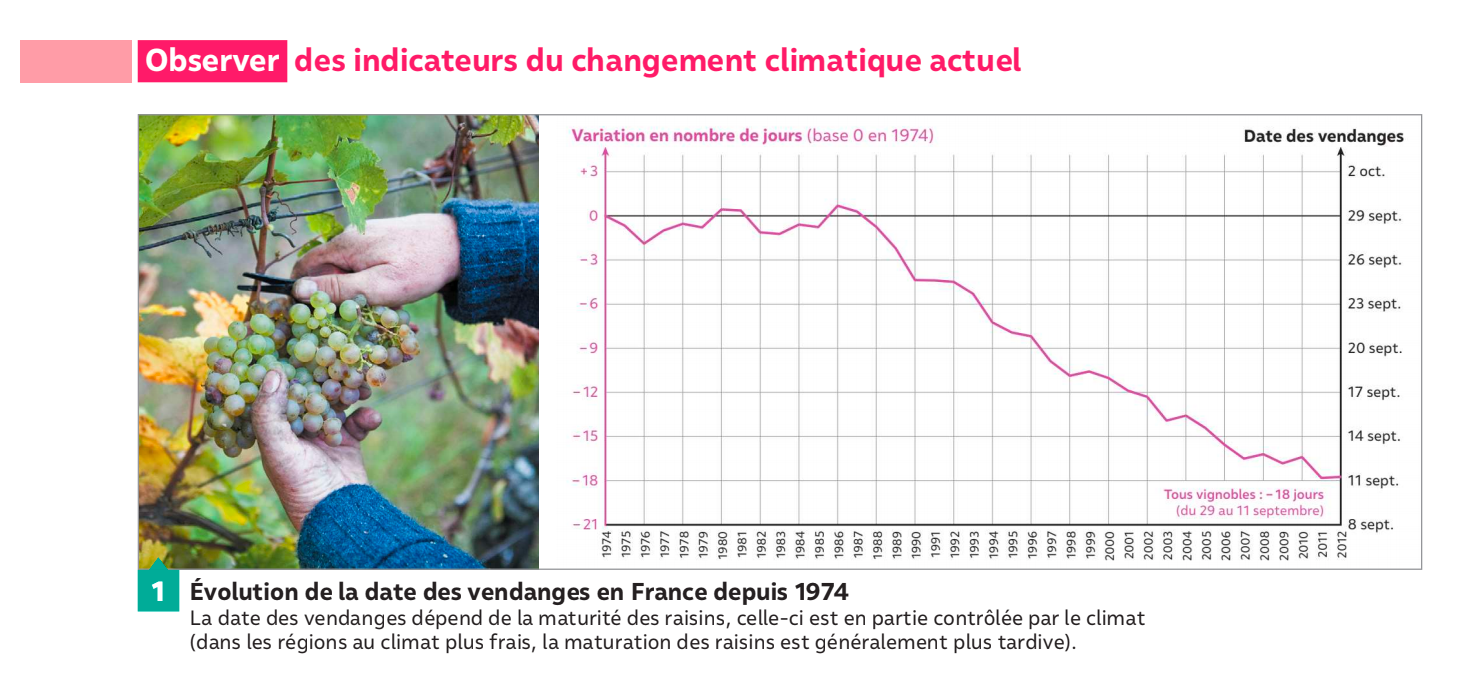 Observer des indicateurs du changement climatique actuel
Variation en nombre de jours (base 0 en 1974)
Date des vendanges
+3
0
−3
−6
−9
−12
−15
−18
−21
2 oct.
29 sept.
26 sept.
23 sept.
20 sept.
17 sept.
14 sept.
11 sept.
8 sept.
Tous vignobles : −18 jours
(du 29 au 11 septembre)
1974 1975 1976 1977 1978 1979 1980 1981 1982 1983 1984 1985 1986 1987 1988 1989 1990 1991 1992 1993 1994 1995 1996 1997 1998 1999 2000 2001 2002 2003 2004 2005 2006 2007 2008 2009 2010 2011 2012
1 Évolution de la date des vendanges en France depuis 1974
La date des vendanges dépend de la maturité des raisins, celle-ci est en partie contrôlée par le climat
(dans les régions au climat plus frais, la maturation des raisins est généralement plus tardive).